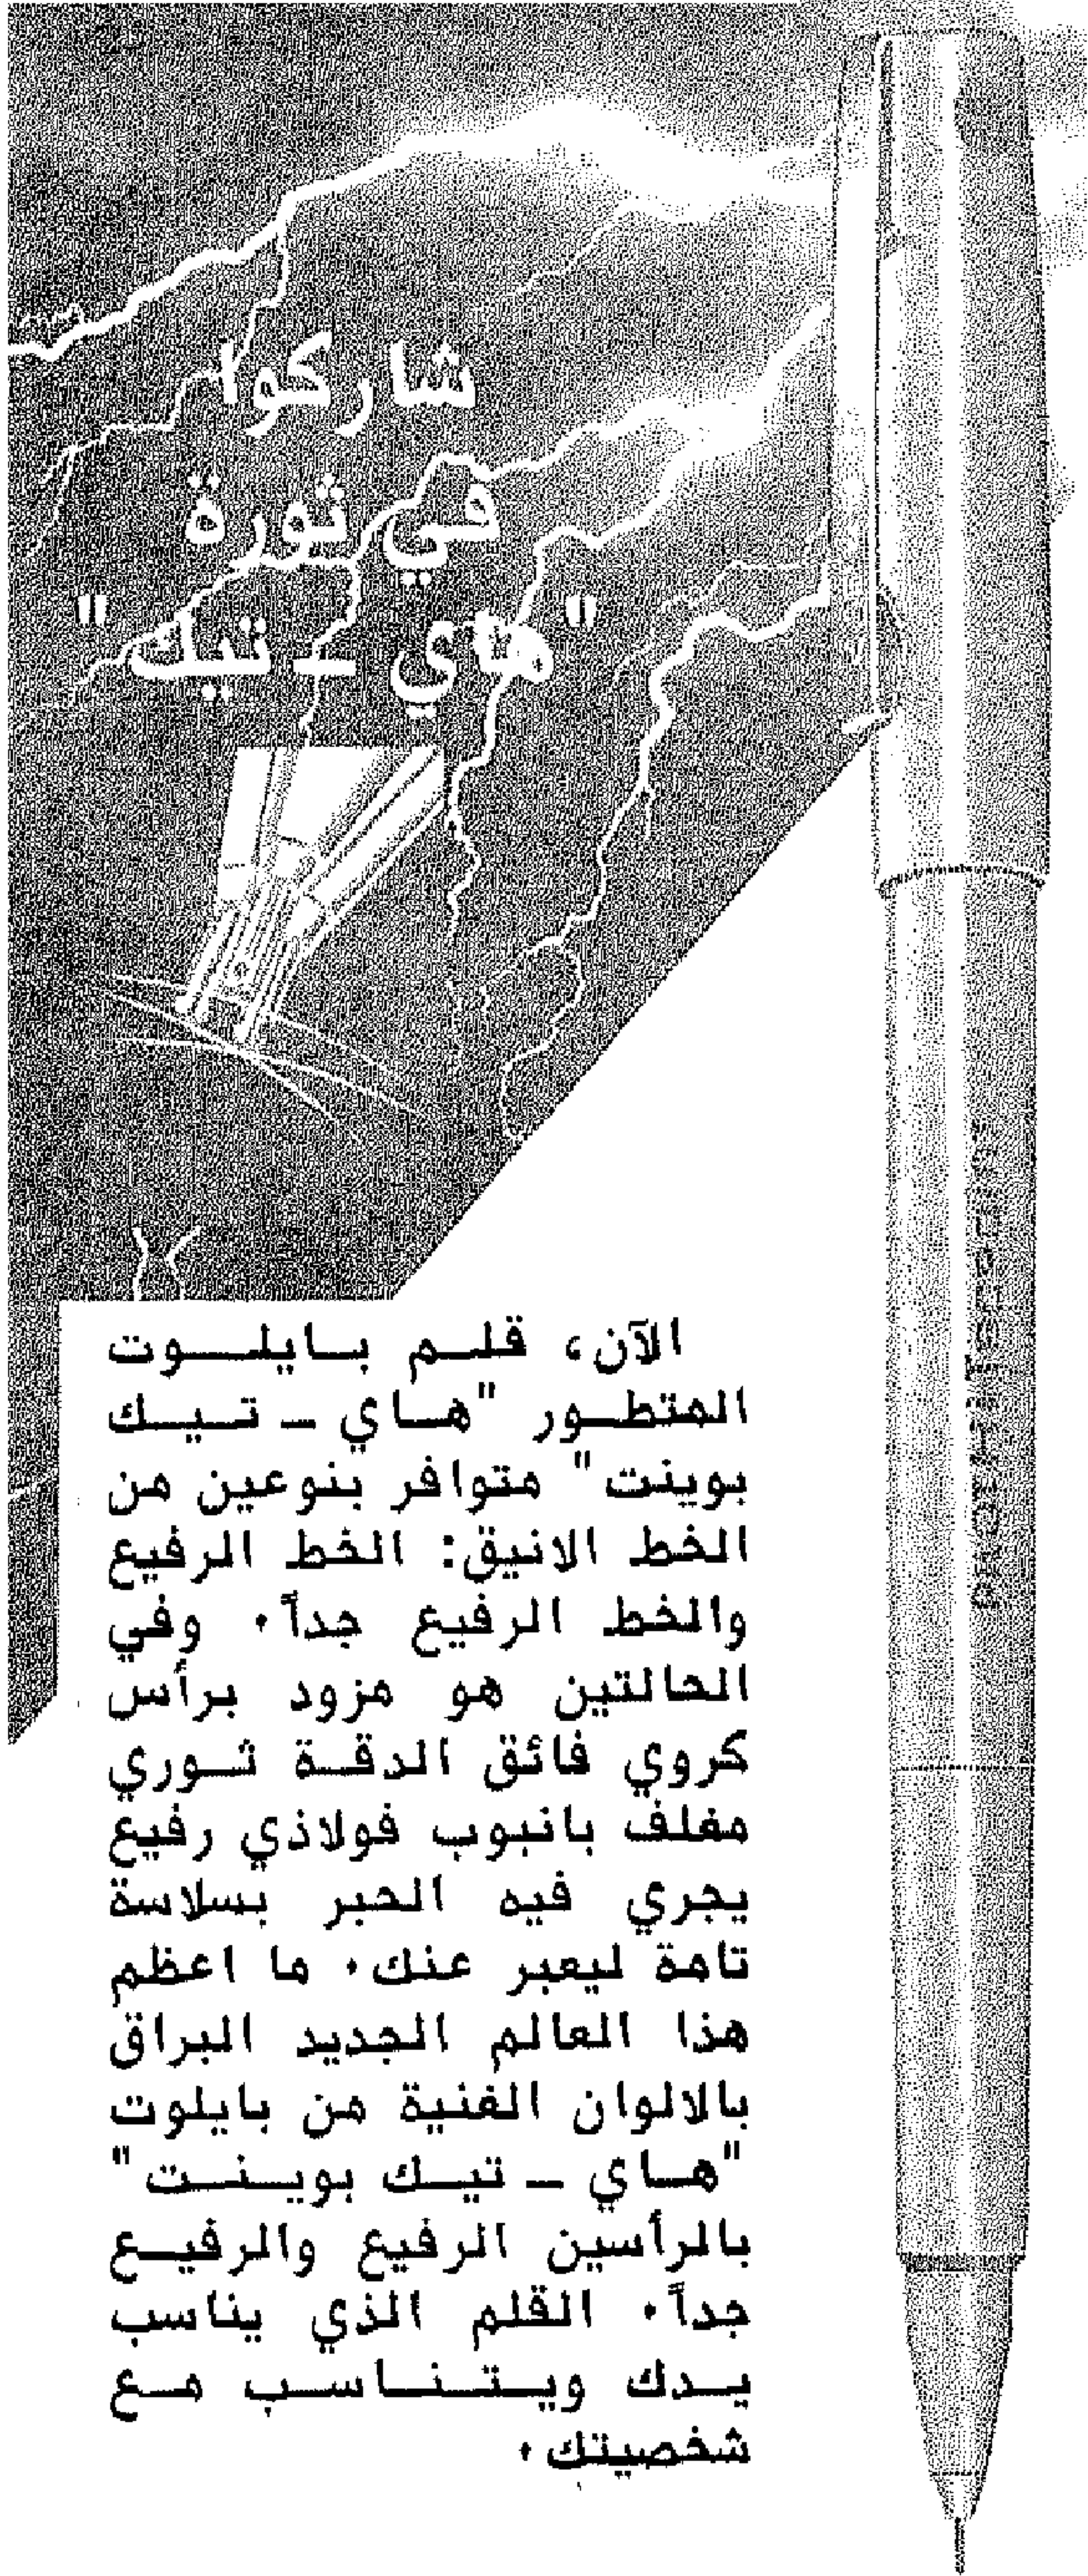 شاركوا
في ثورة
"هاي - تيك"
الآن، قلم بايلوت
المتطور "هاي - تيك
بوينت" متوافر بنوعين من
الخط الانيق: الخط الرفيع
والخط الرفيع جداً. وفي
الحالتين هو مزود برأس
كروي فائق الدقة ثوري
مغلف بانبوب فولاذي رفيع
يجري فيه الحبر بسلاسة
تامة ليعبر عنك. ما اعظم
هذا العالم الجديد البراق
بالالوان الغنية من بايلوت
"هاي - تيك بوينت"
بالرأسين الرفيع والرفيع
جداً. القلم الذي يناسب
يدك ويتناسب مع
شخصيتك.